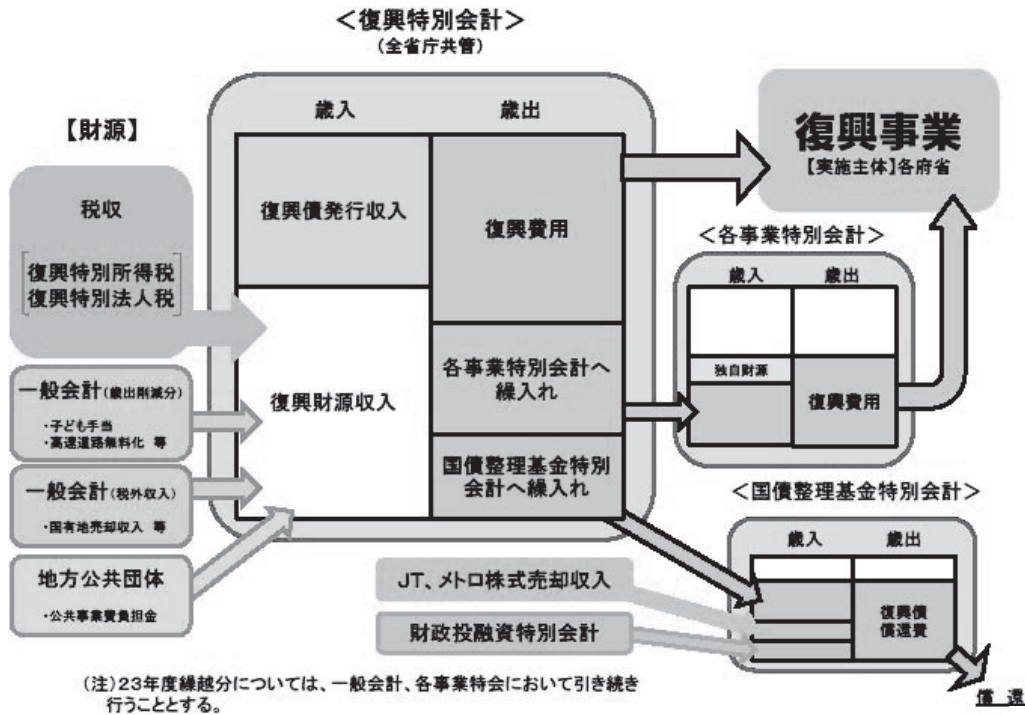 ＜復興特別会計＞
(全省庁共管)
歳入
歳出
【財源】
税収
復興特別所得税
復興特別法人税
一般会計(歳出削減分)
・子ども手当
・高速道路無料化 等
一般会計(税外収入)
・国有地売却収入 等
地方公共団体
・公共事業費負担金
復興債発行収入
復興財源収入
復興費用
各事業特別会計へ
繰入れ
国債整理基金特別
会計へ繰入れ
復興事業
【実施主体】各府省
＜各事業特別会計＞
歳入
歳出
独自財源
復興費用
＜国債整理基金特別会計＞
歳入
歳出
復興債
償還費
JT、メトロ株式売却収入
財政投融資特別会計
償 還
(注)23年度繰越分については、一般会計、各事業特会において引き続き
行うこととする。